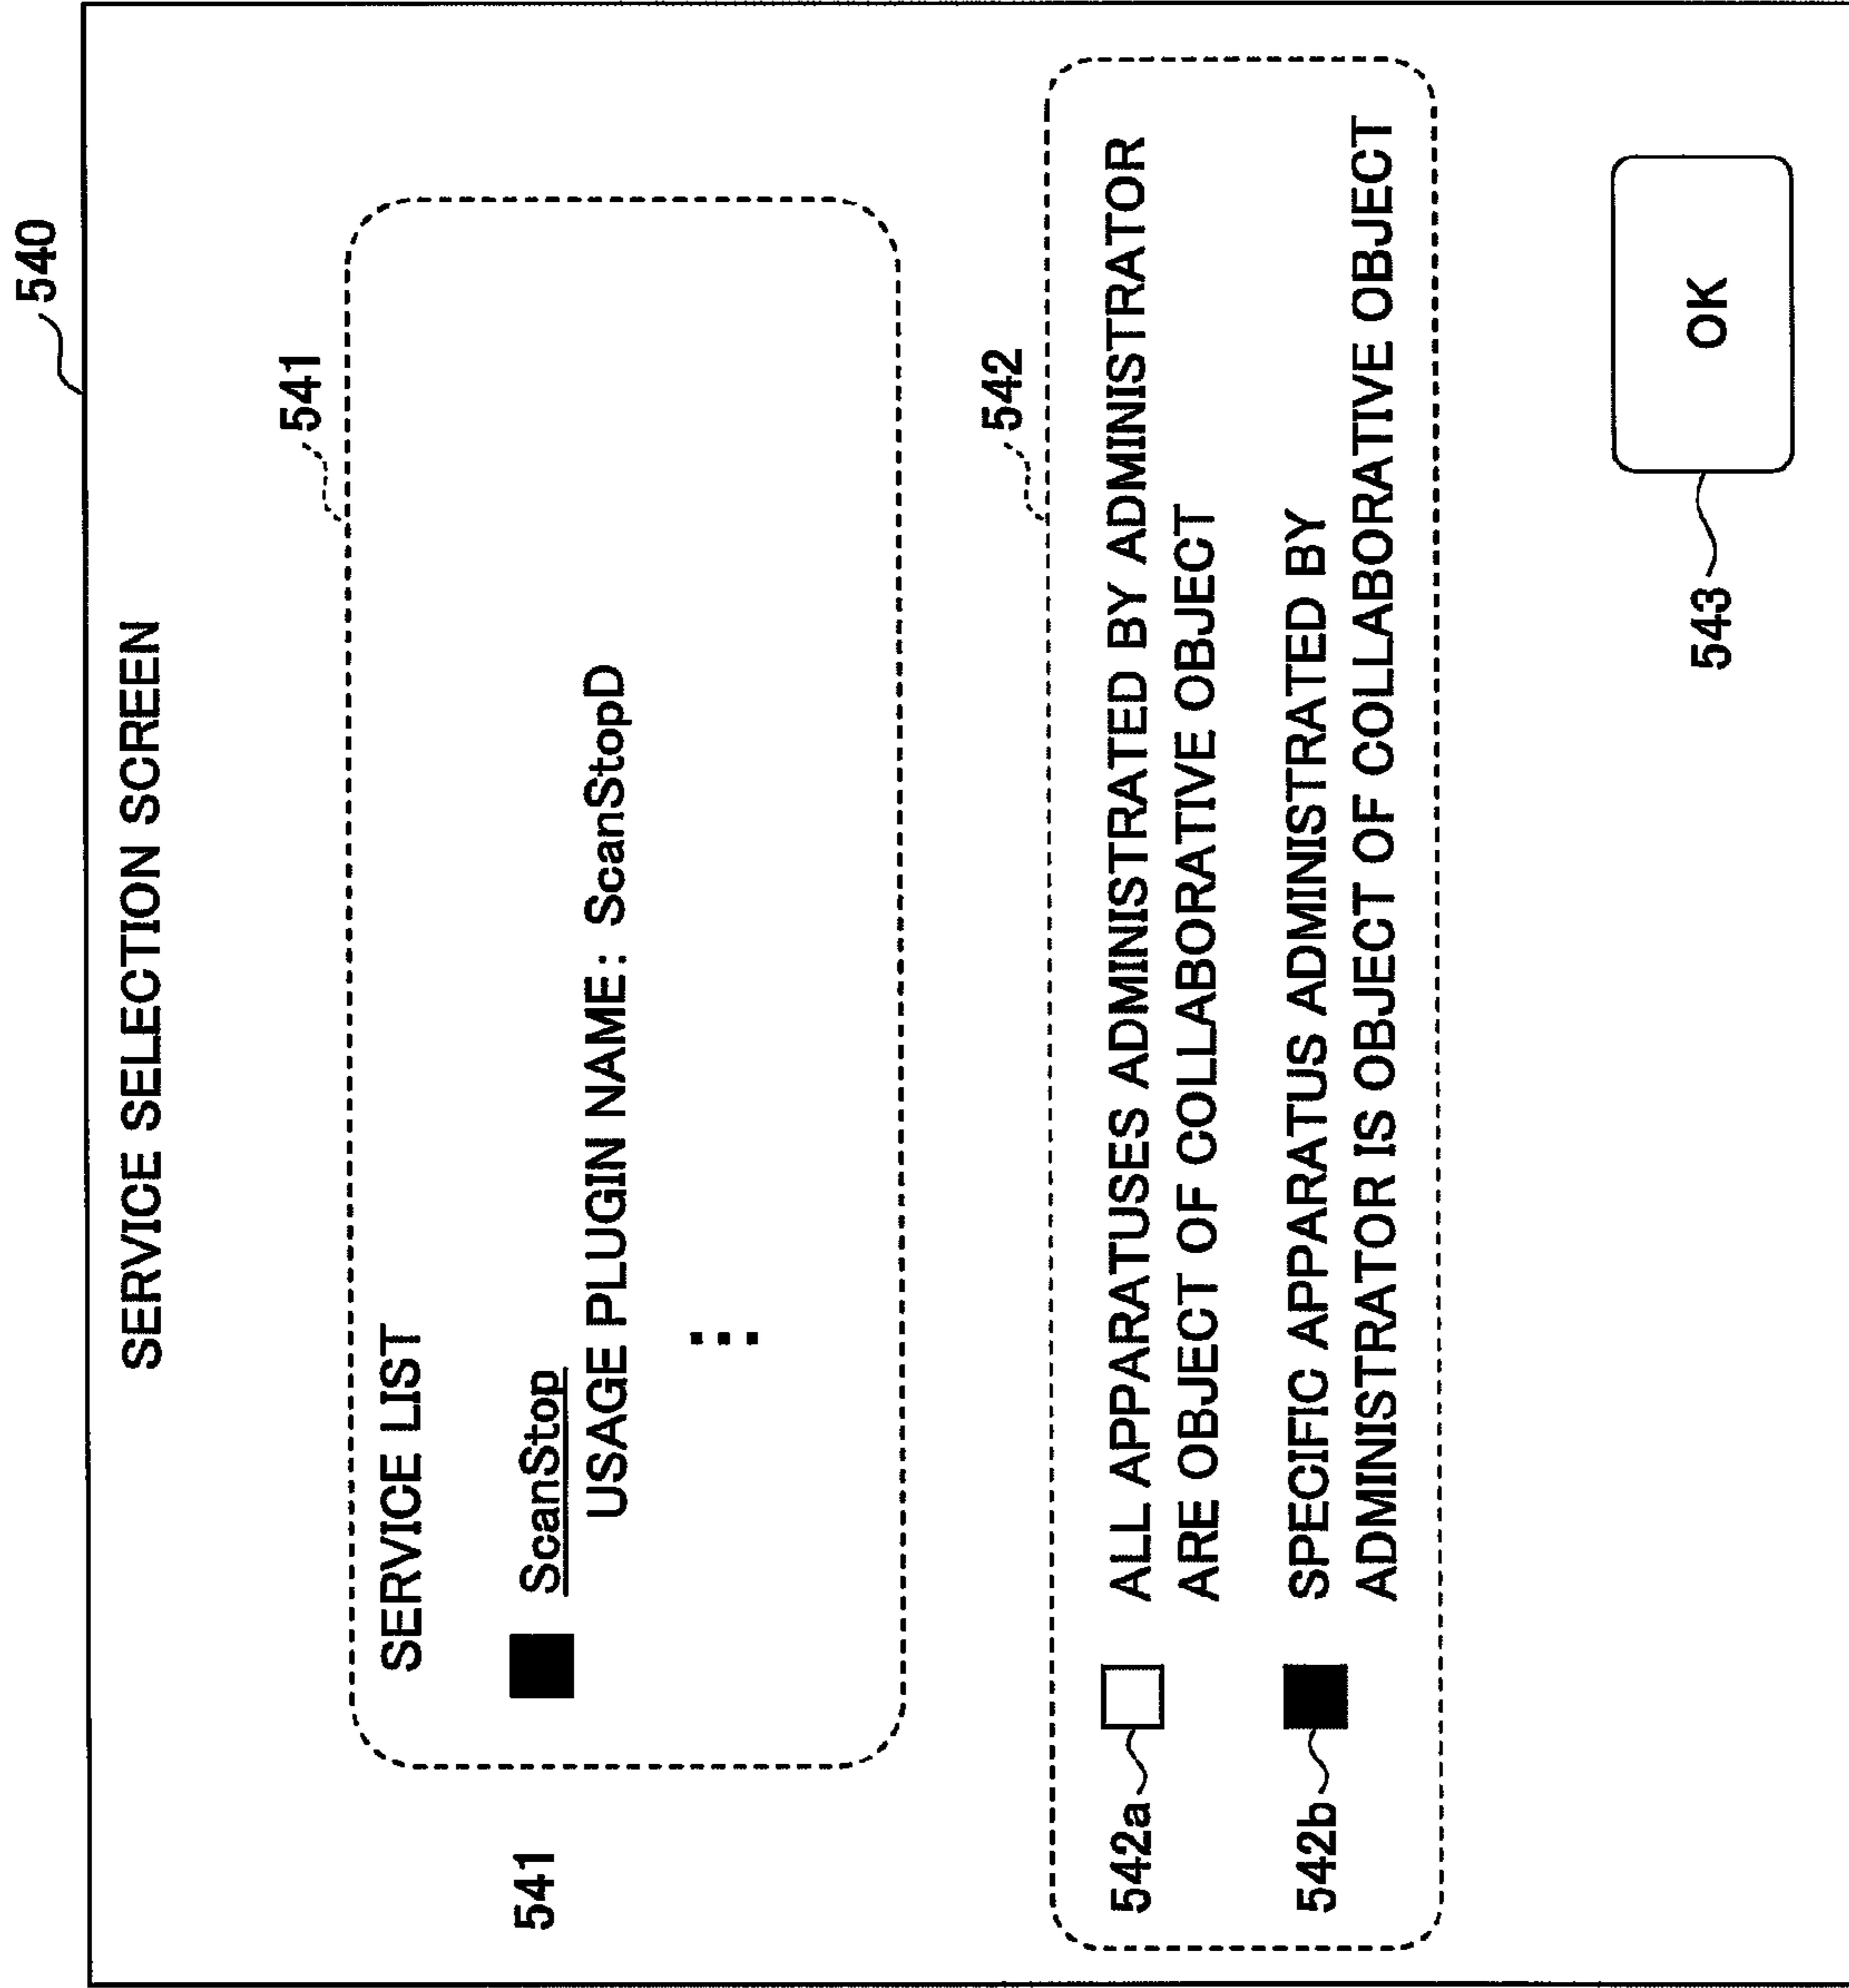 540
SERVICE SELECTION SCREEN
541
SERVICE LIST
541
ScanStop
USAGE PLUGIN NAME: ScanStopD
542
542a
ALL APPARATUSES ADMINISTRATED BY ADMINISTRATOR
ARE OBJECT OF COLLABORATIVE OBJECT
542b
SPECIFIC APPARATUS ADMINISTRATED BY
ADMINISTRATOR IS OBJECT OF COLLABORATIVE OBJECT
543
OK